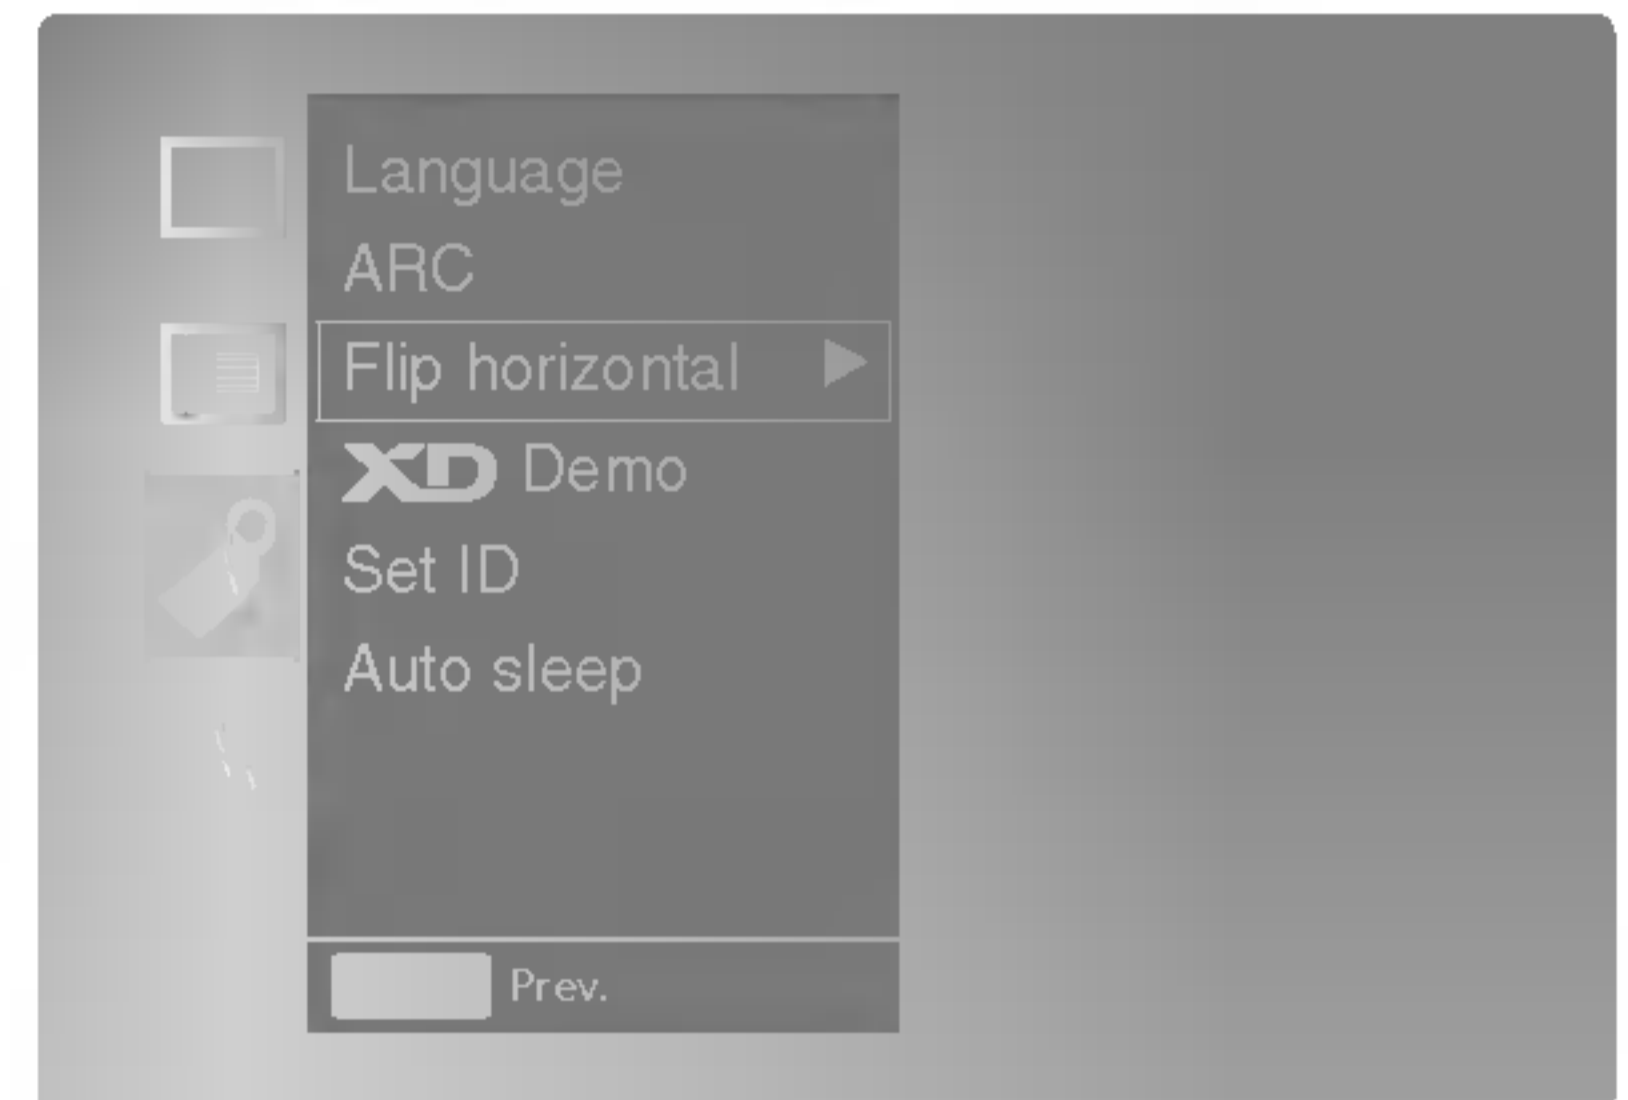 Language
ARC
Flip horizontal
XD Demo
Set ID
Auto sleep
Prev.